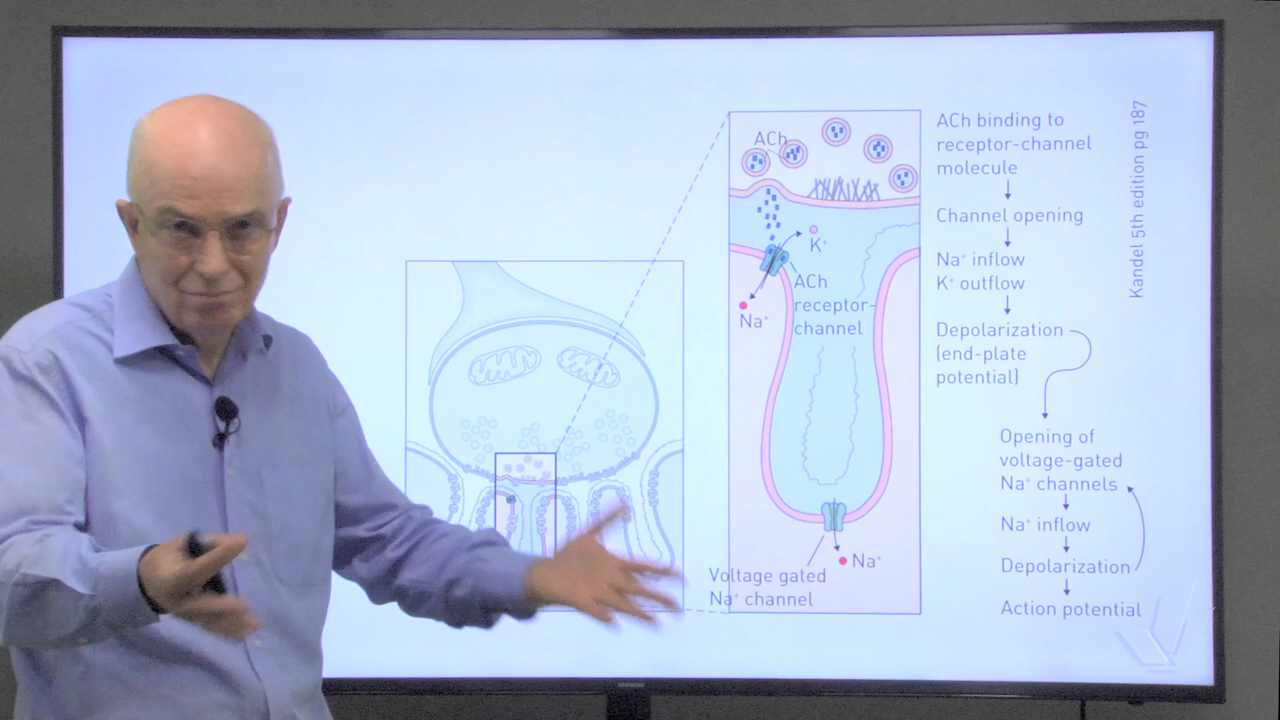 ACh
K⁺
ACh
receptor-
channel
Na⁺
Na⁺
Voltage gated
Na⁺ channel
ACh binding to
receptor-channel
molecule
Channel opening
Na⁺ inflow
K⁺ outflow
Depolarization
(end-plate
potential)
Opening of
voltage-gated
Na⁺ channels
Na⁺ inflow
Depolarization
Action potential
Kandel 5th edition pg 187
SAMSUNG